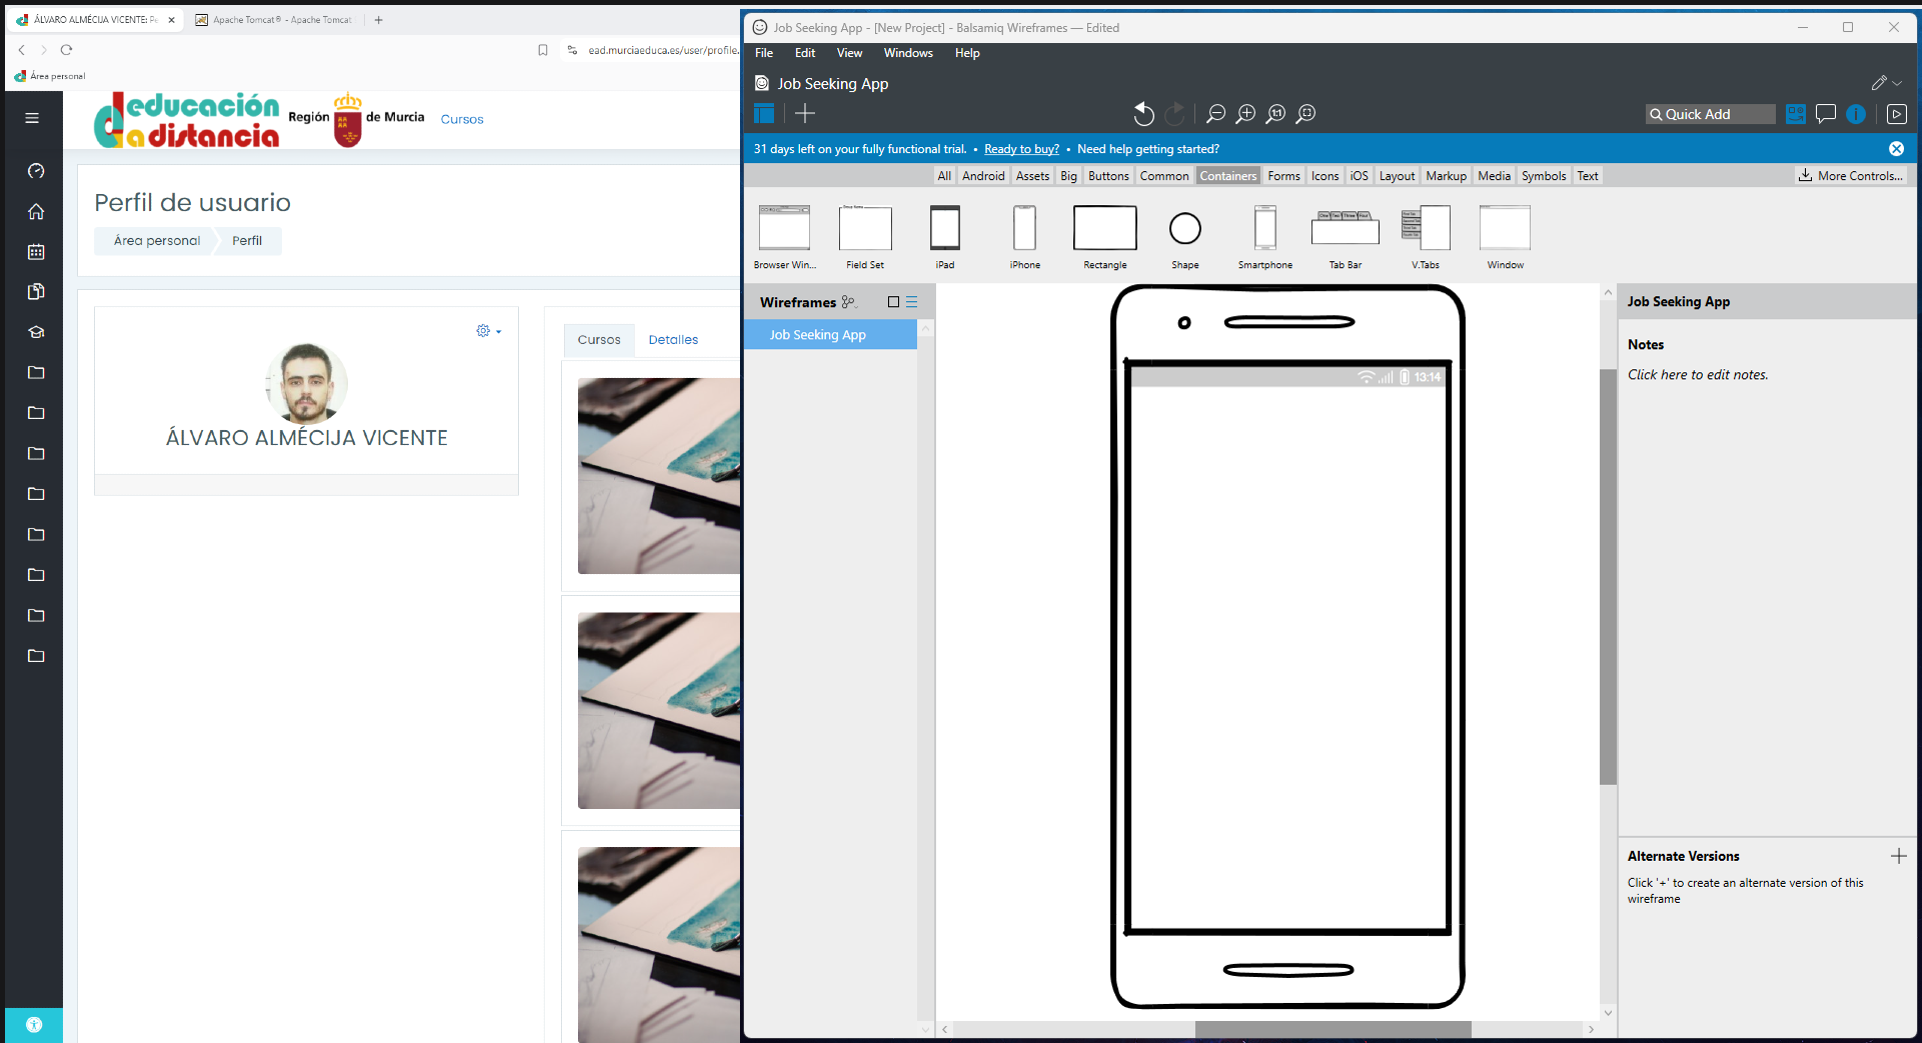 ÁLVARO ALMÉCIJA VICENTE: Pe
Apache Tomcat® - Apache Tomcat
ead.murciaeduca.es/user/profile.
Área personal
educación
a distancia
Región de Murcia
Cursos
Perfil de usuario
Área personal
Perfil
ÁLVARO ALMÉCIJA VICENTE
Cursos
Detalles
Job Seeking App - [New Project] - Balsamiq Wireframes — Edited
File Edit View Windows Help
Job Seeking App
1:1
Quick Add
31 days left on your fully functional trial. • Ready to buy? • Need help getting started?
All Android Assets Big Buttons Common Containers Forms Icons iOS Layout Markup Media Symbols Text
More Controls...
One Two Three Four
Browser Win... Field Set iPad iPhone Rectangle Shape Smartphone Tab Bar V.Tabs Window
Wireframes
Job Seeking App
13:14
Job Seeking App
Notes
Click here to edit notes.
Alternate Versions
Click '+' to create an alternate version of this
wireframe